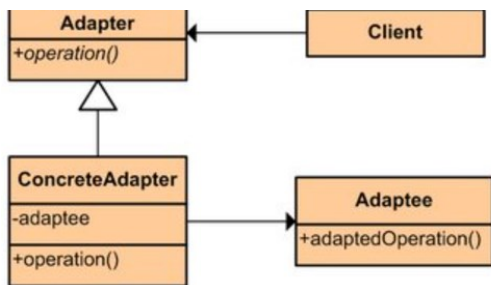 Adapter
+operation()
Client
ConcreteAdapter
-adaptee
+operation()
Adaptee
+adaptedOperation()